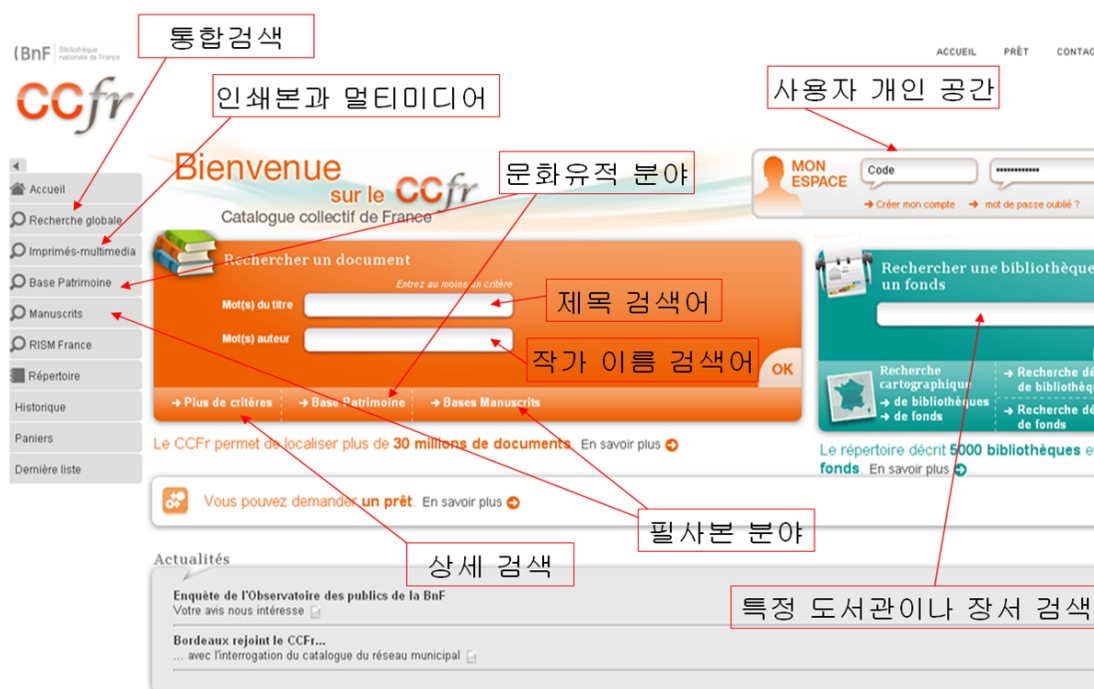 통합검색
(BnF
Bibliothèque
nationale de France
ACCUEIL PRÊT CONTAC
CCfr
인쇄본과 멀티미디어
사용자 개인 공간
Bienvenue
sur le CCfr
Catalogue collectif de France
문화유적 분야
MON
ESPACE
Code
Créer mon compte mot de passe oublié ?
Accueil
Recherche globale
Imprimés-multimedia
Base Patrimoine
Manuscrits
RISM France
Répertoire
Historique
Paniers
Dernière liste
Rechercher un document
Entrez au moins un critère
Mot(s) du titre
제목 검색어
Mot(s) auteur
작가 이름 검색어
OK
Plus de critères Base Patrimoine Bases Manuscrits
Rechercher une bibliothèque
un fonds
Recherche
cartographique
de bibliothèques
de fonds
Recherche dé
de bibliothèq
Recherche dé
de fonds
Le CCFr permet de localiser plus de 30 millions de documents. En savoir plus
Le répertoire décrit 5000 bibliothèques e
fonds. En savoir plus
Vous pouvez demander un prêt. En savoir plus
필사본 분야
상세 검색
특정 도서관이나 장서 검색
Actualités
Enquête de l'Observatoire des publics de la BnF
Votre avis nous intéresse
Bordeaux rejoint le CCFr...
... avec l'interrogation du catalogue du réseau municipal